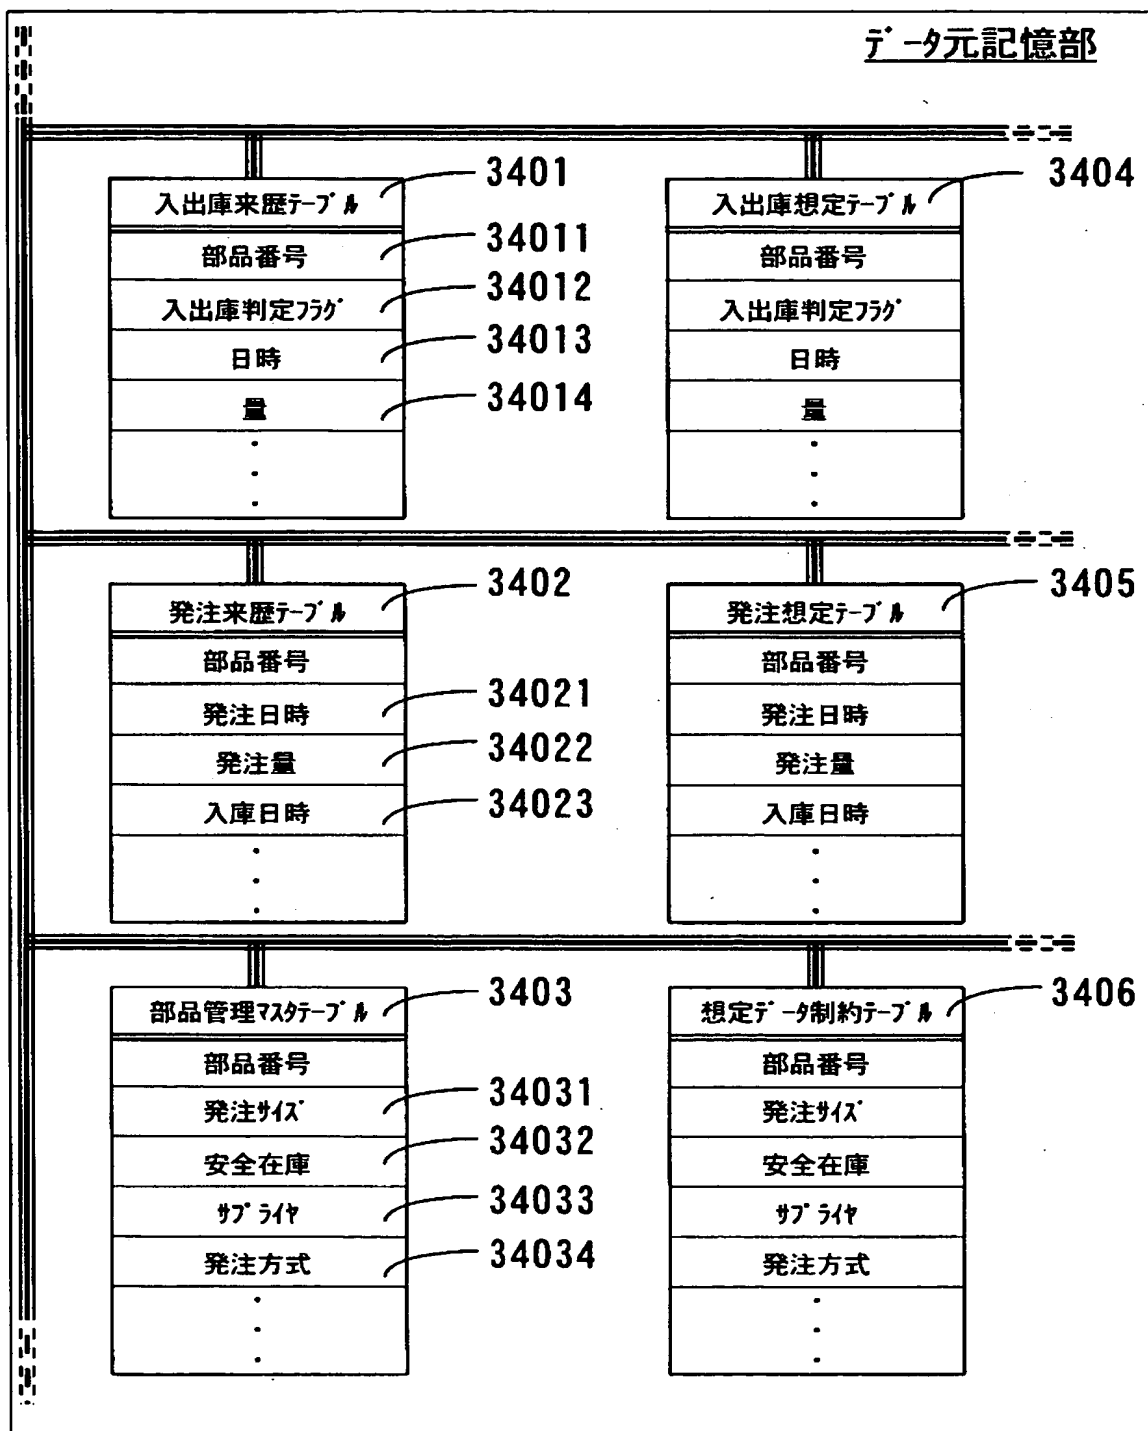 データ元記憶部
3401
入出庫来歴テーブル
34011
部品番号
34012
入出庫判定フラグ
34013
日時
34014
量
3404
入出庫想定テーブル
部品番号
入出庫判定フラグ
日時
量
3402
発注来歴テーブル
部品番号
34021
発注日時
34022
発注量
34023
入庫日時
3405
発注想定テーブル
部品番号
発注日時
発注量
入庫日時
3403
部品管理マスタテーブル
部品番号
34031
発注サイズ
34032
安全在庫
34033
サプライヤ
34034
発注方式
3406
想定データ制約テーブル
部品番号
発注サイズ
安全在庫
サプライヤ
発注方式